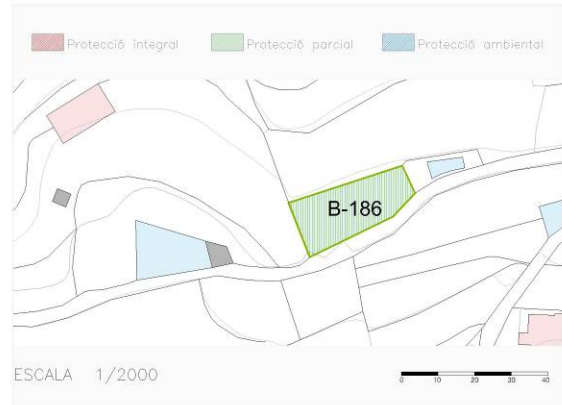 Protecció integral
Protecció parcial
Protecció ambiental
B-186
ESCALA 1/2000
0 10 20 30 40